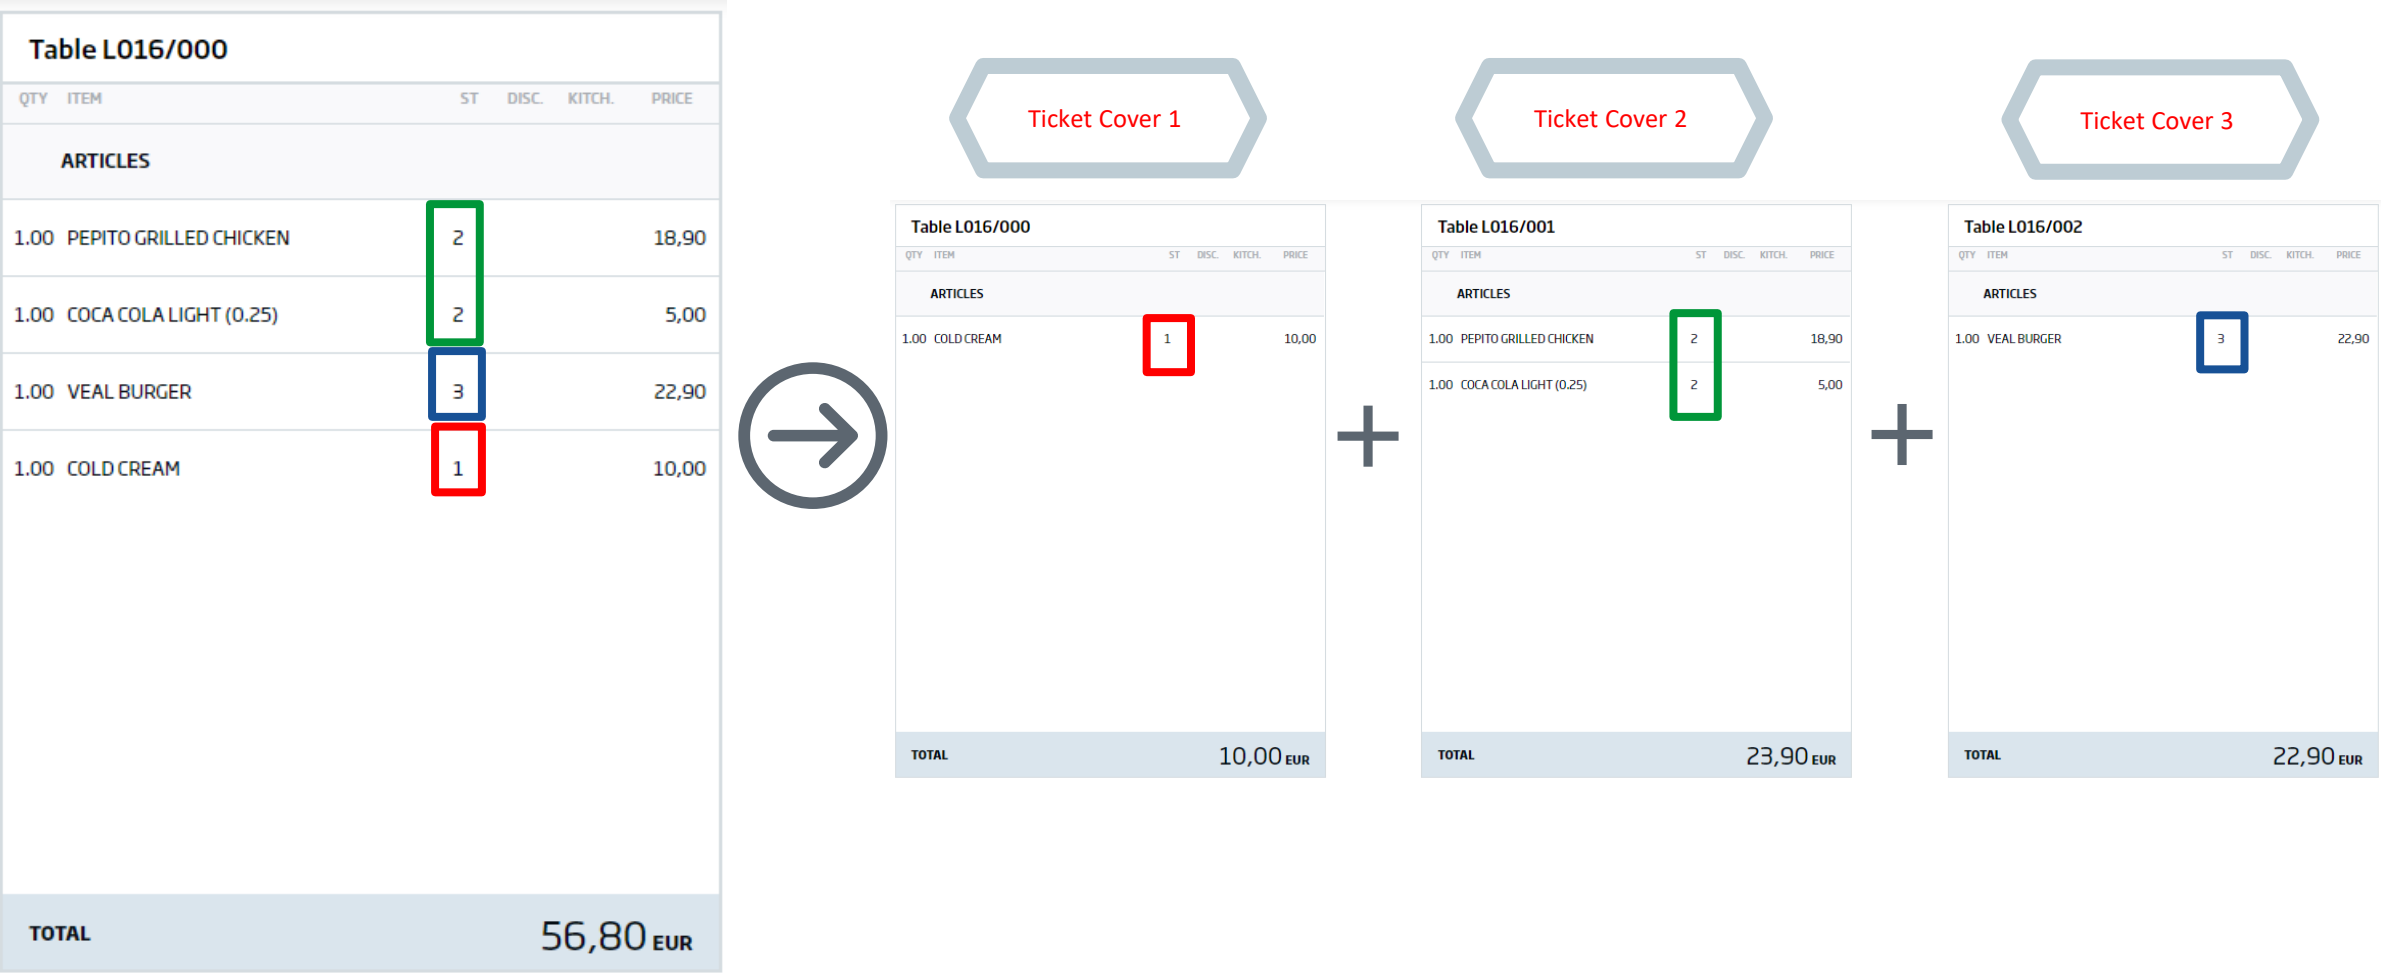 Table L016/000
QTY ITEM ST DISC. KITCH. PRICE
ARTICLES
1.00 PEPITO GRILLED CHICKEN 2 18,90
1.00 COCA COLA LIGHT (0.25) 2 5,00
1.00 VEAL BURGER 3 22,90
1.00 COLD CREAM 1 10,00
TOTAL 56,80 EUR
Ticket Cover 1
Table L016/000
QTY ITEM ST DISC. KITCH. PRICE
ARTICLES
1.00 COLD CREAM 1 10,00
TOTAL 10,00 EUR
Ticket Cover 2
Table L016/001
QTY ITEM ST DISC. KITCH. PRICE
ARTICLES
1.00 PEPITO GRILLED CHICKEN 2 18,90
1.00 COCA COLA LIGHT (0.25) 2 5,00
TOTAL 23,90 EUR
Ticket Cover 3
Table L016/002
QTY ITEM ST DISC. KITCH. PRICE
ARTICLES
1.00 VEAL BURGER 3 22,90
TOTAL 22,90 EUR